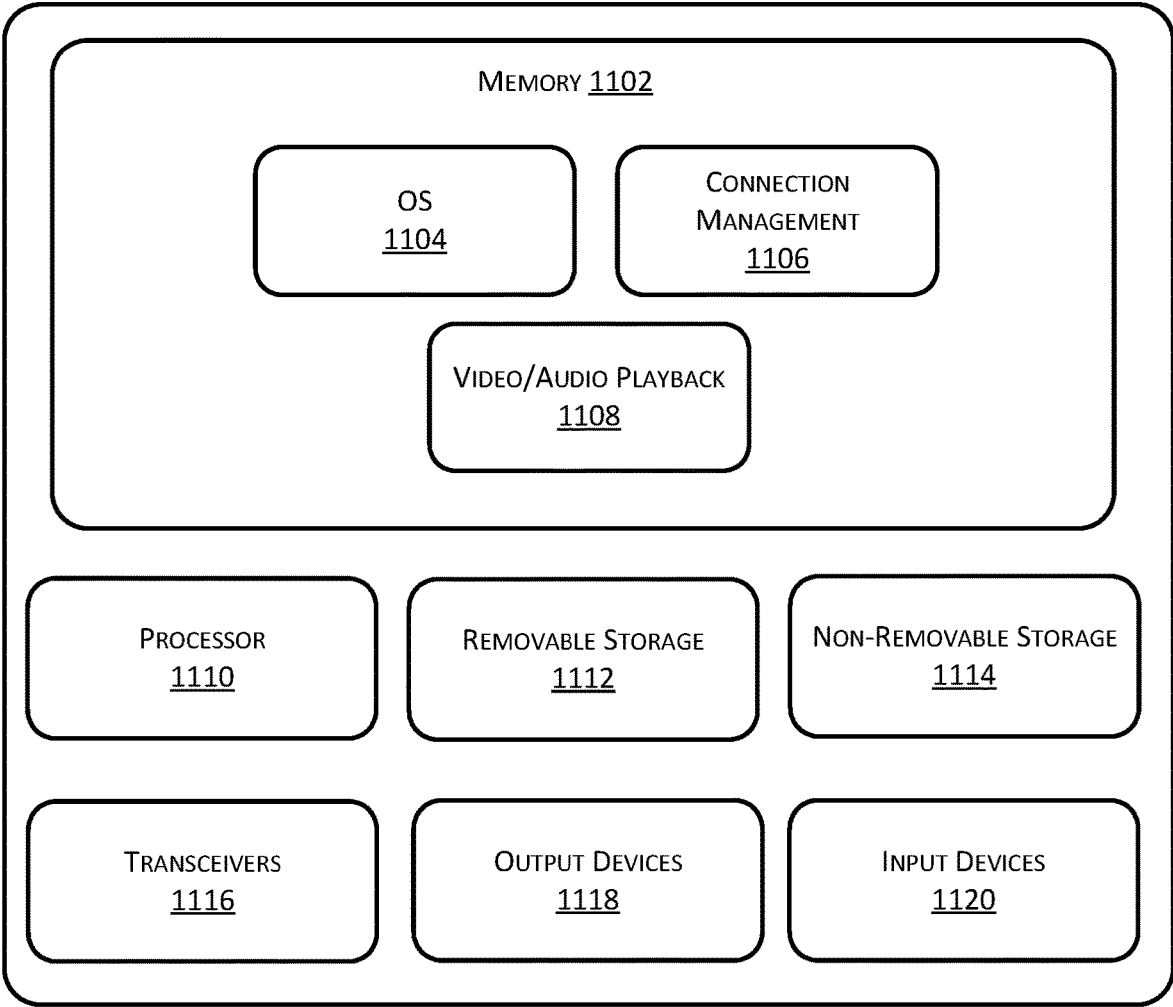 MEMORY 1102
OS
1104
CONNECTION
MANAGEMENT
1106
VIDEO/AUDIO PLAYBACK
1108
PROCESSOR
1110
REMOVABLE STORAGE
1112
NON-REMOVABLE STORAGE
1114
TRANSCEIVERS
1116
OUTPUT DEVICES
1118
INPUT DEVICES
1120